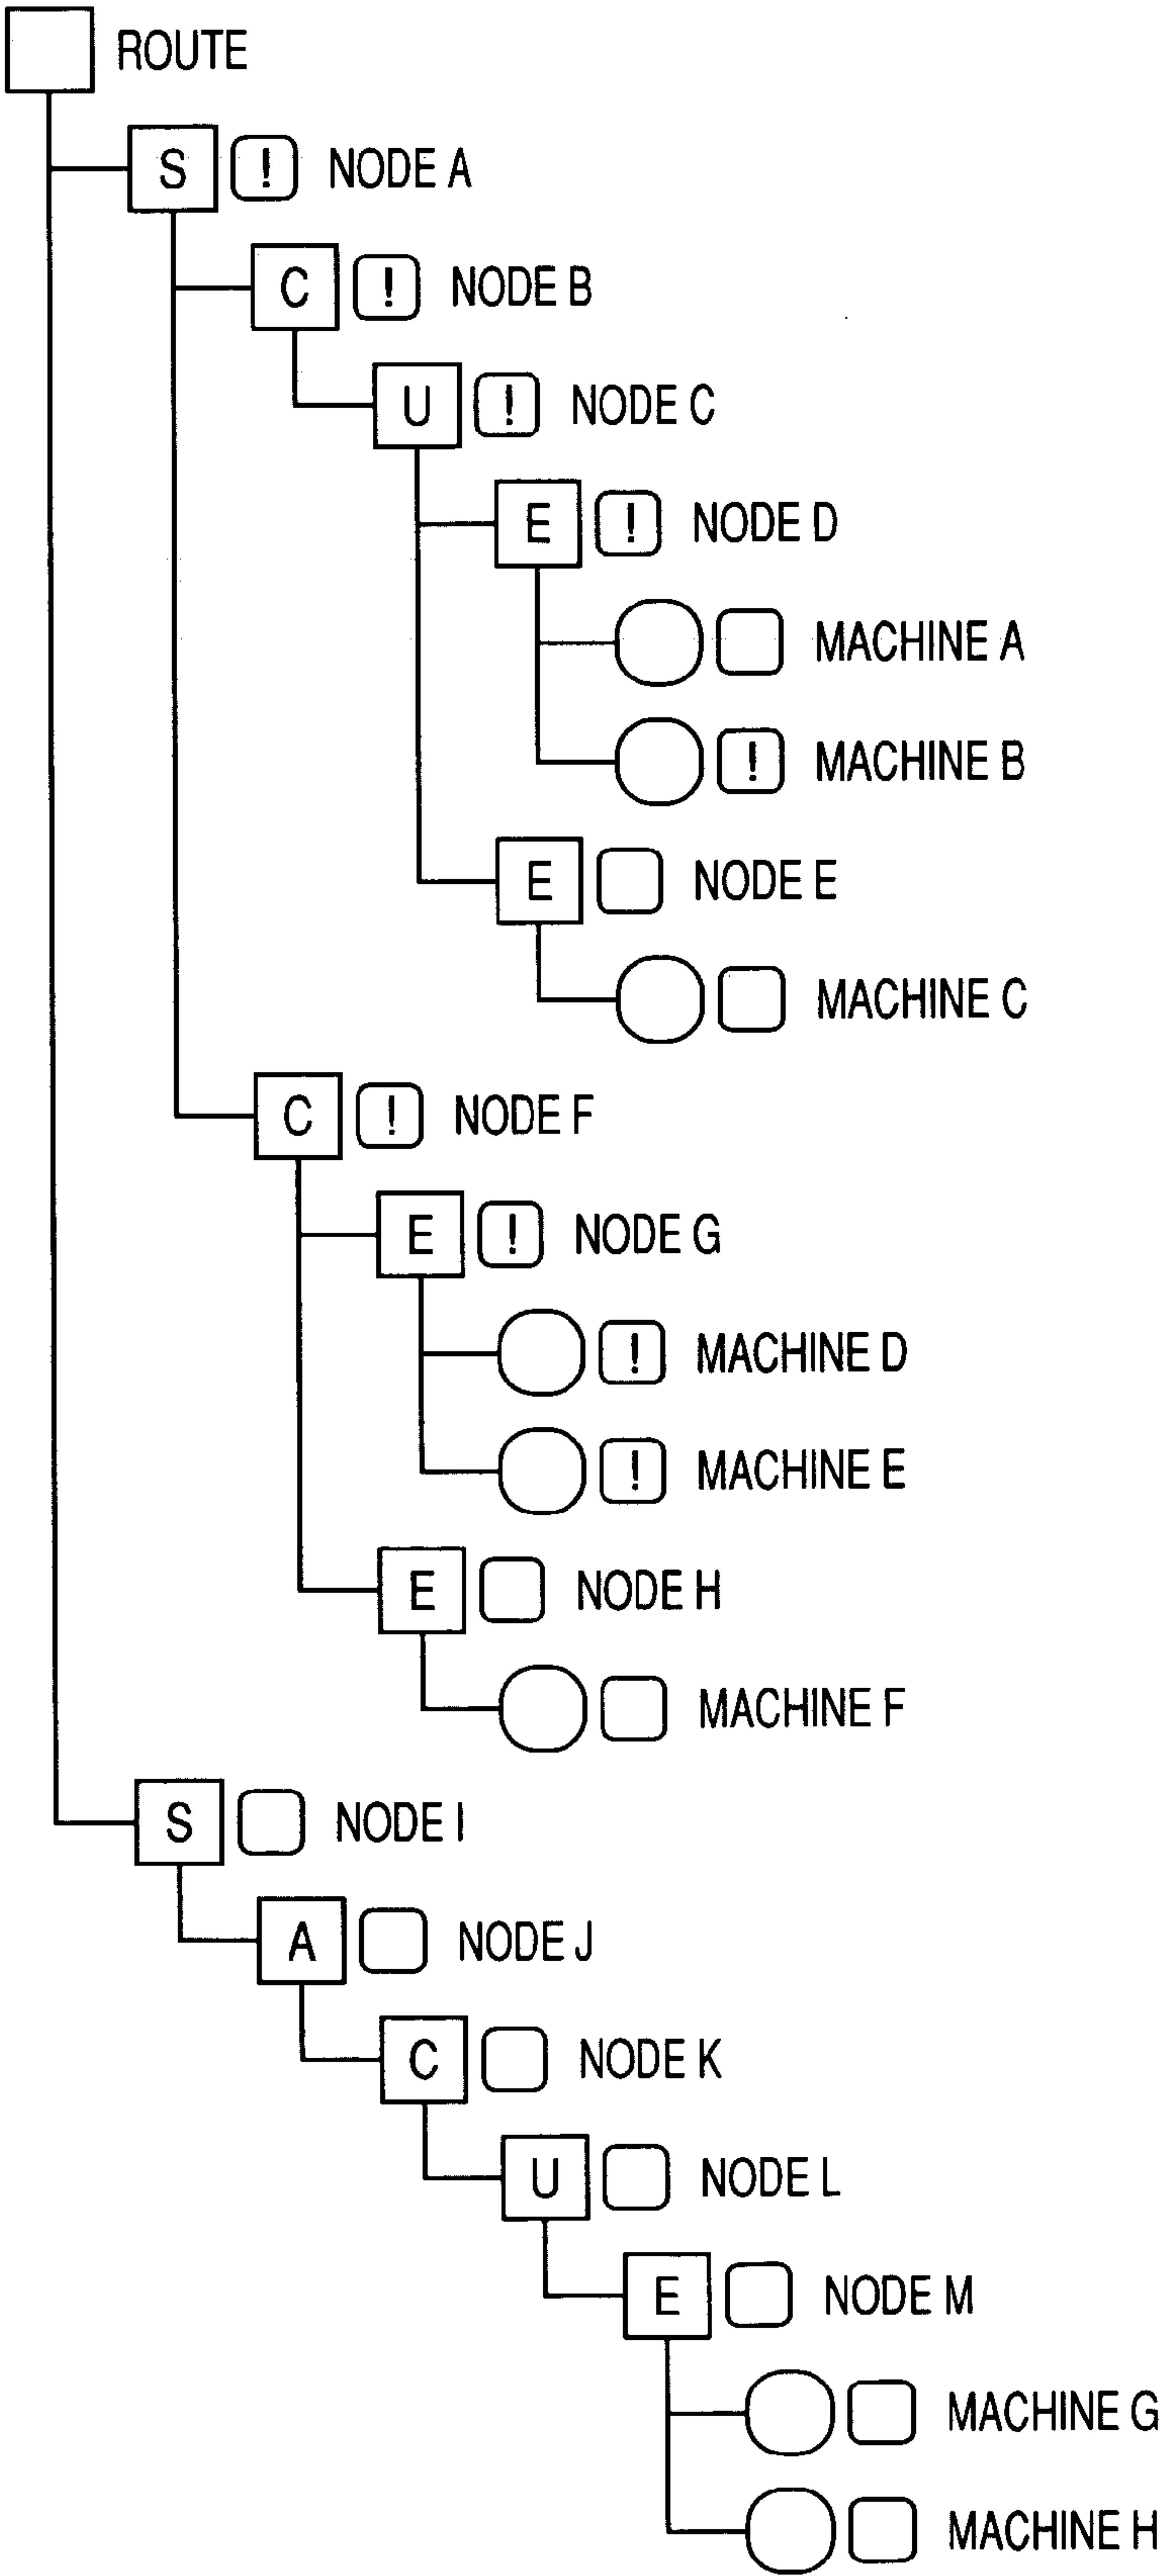 ROUTE
S ! NODE A
C ! NODE B
U ! NODE C
E ! NODE D
MACHINE A
! MACHINE B
E NODE E
MACHINE C
C ! NODE F
E ! NODE G
! MACHINE D
! MACHINE E
E NODE H
MACHINE F
S NODE I
A NODE J
C NODE K
U NODE L
E NODE M
MACHINE G
MACHINE H